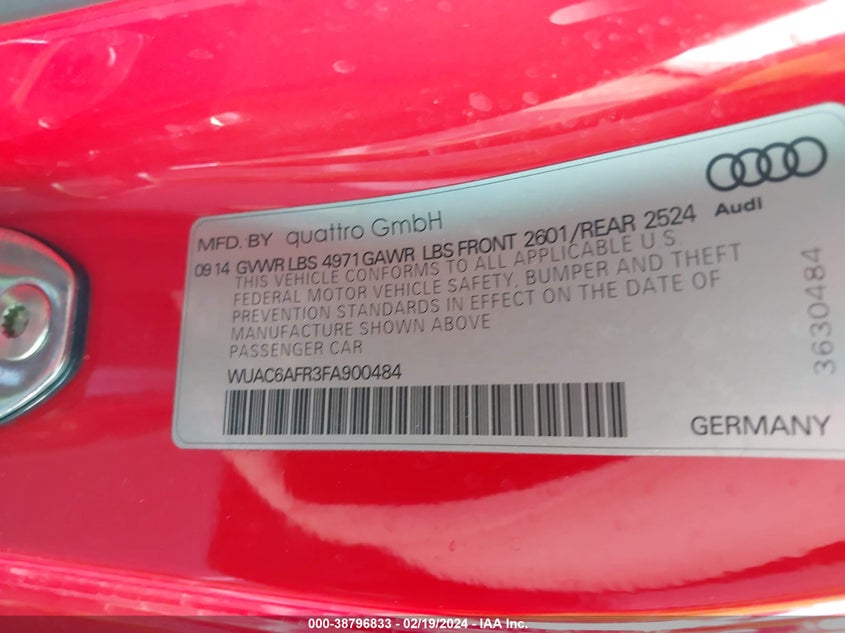 MFD. BY quattro GmbH
Audi
09 14 GVWR LBS 4971 GAWR LBS FRONT 2601/REAR 2524
THIS VEHICLE CONFORMS TO ALL APPLICABLE U.S.
FEDERAL MOTOR VEHICLE SAFETY, BUMPER AND THEFT
PREVENTION STANDARDS IN EFFECT ON THE DATE OF
MANUFACTURE SHOWN ABOVE
PASSENGER CAR
WUAC6AFR3FA900484
GERMANY
3630484
000-38796833 - 02/19/2024 - IAA Inc.